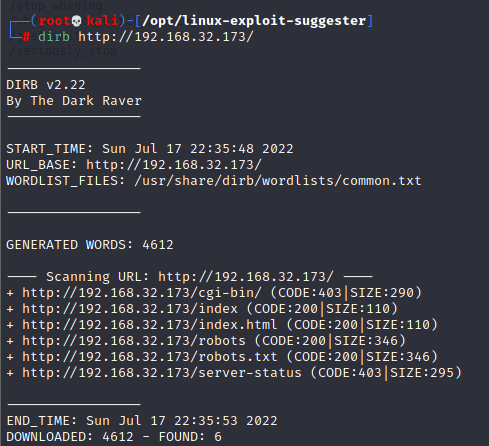 /stop_whining
┌──(root💀kali)-[/opt/linux-exploit-suggester]
└─# dirb http://192.168.32.173/
/seriously_stop
-----------------
DIRB v2.22
By The Dark Raver
-----------------
START_TIME: Sun Jul 17 22:35:48 2022
URL_BASE: http://192.168.32.173/
WORDLIST_FILES: /usr/share/dirb/wordlists/common.txt
-----------------
GENERATED WORDS: 4612
---- Scanning URL: http://192.168.32.173/ ----
+ http://192.168.32.173/cgi-bin/ (CODE:403|SIZE:290)
+ http://192.168.32.173/index (CODE:200|SIZE:110)
+ http://192.168.32.173/index.html (CODE:200|SIZE:110)
+ http://192.168.32.173/robots (CODE:200|SIZE:346)
+ http://192.168.32.173/robots.txt (CODE:200|SIZE:346)
+ http://192.168.32.173/server-status (CODE:403|SIZE:295)
-----------------
END_TIME: Sun Jul 17 22:35:53 2022
DOWNLOADED: 4612 - FOUND: 6